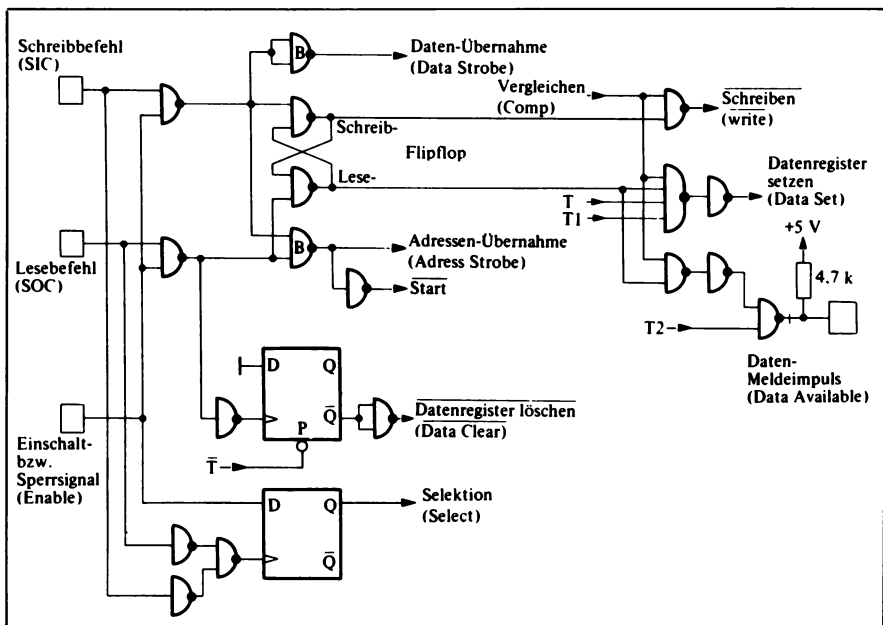 Schreibbefehl
(SIC)
B
Daten-Übernahme
(Data Strobe)
Vergleichen
(Comp)
Schreiben
(write)
Schreib-
Flipflop
Lese-
Datenregister
setzen
(Data Set)
T
T1
+5 V
4.7 k
Lesebefehl
(SOC)
B
Adressen-Übernahme
(Adress Strobe)
Start
T2
Daten-
Meldeimpuls
(Data Available)
D
Q
Q̅
P
T̅
Datenregister löschen
(Data Clear)
Einschalt-
bzw.
Sperrsignal
(Enable)
D
Q
Q̅
Selektion
(Select)